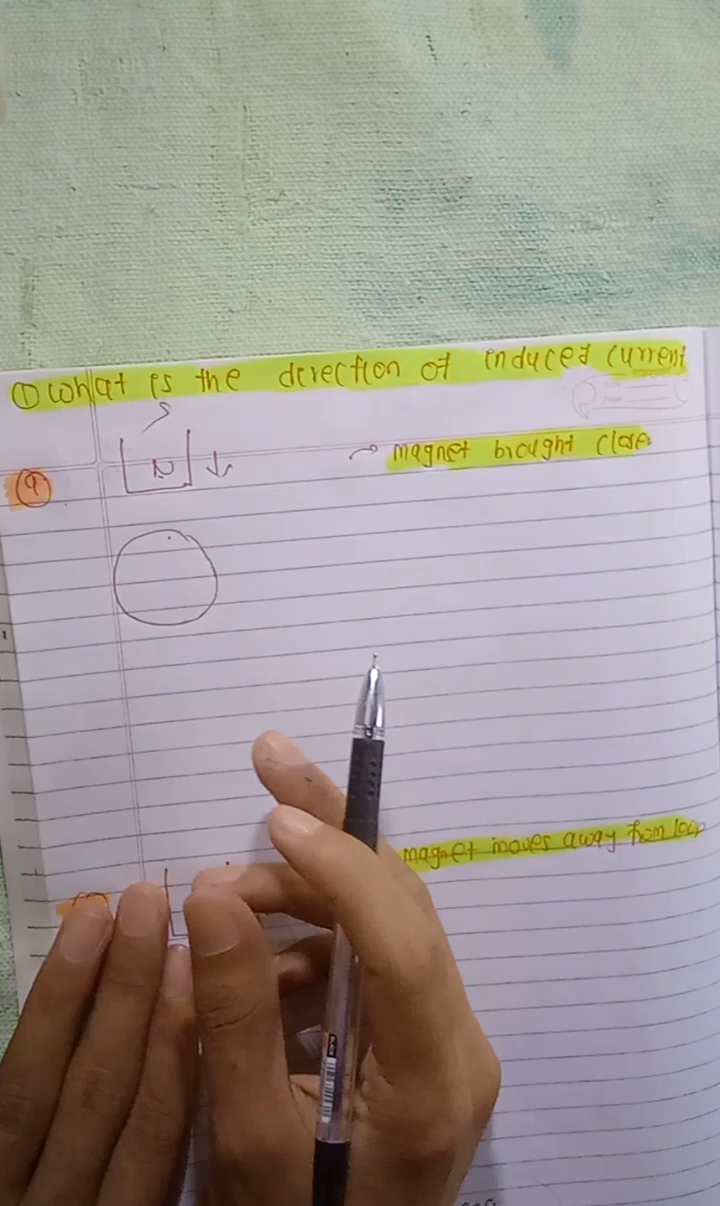 ① What is the direction of induced current
S
(a) N ↓ → magnet brought close
magnet moves away from loop